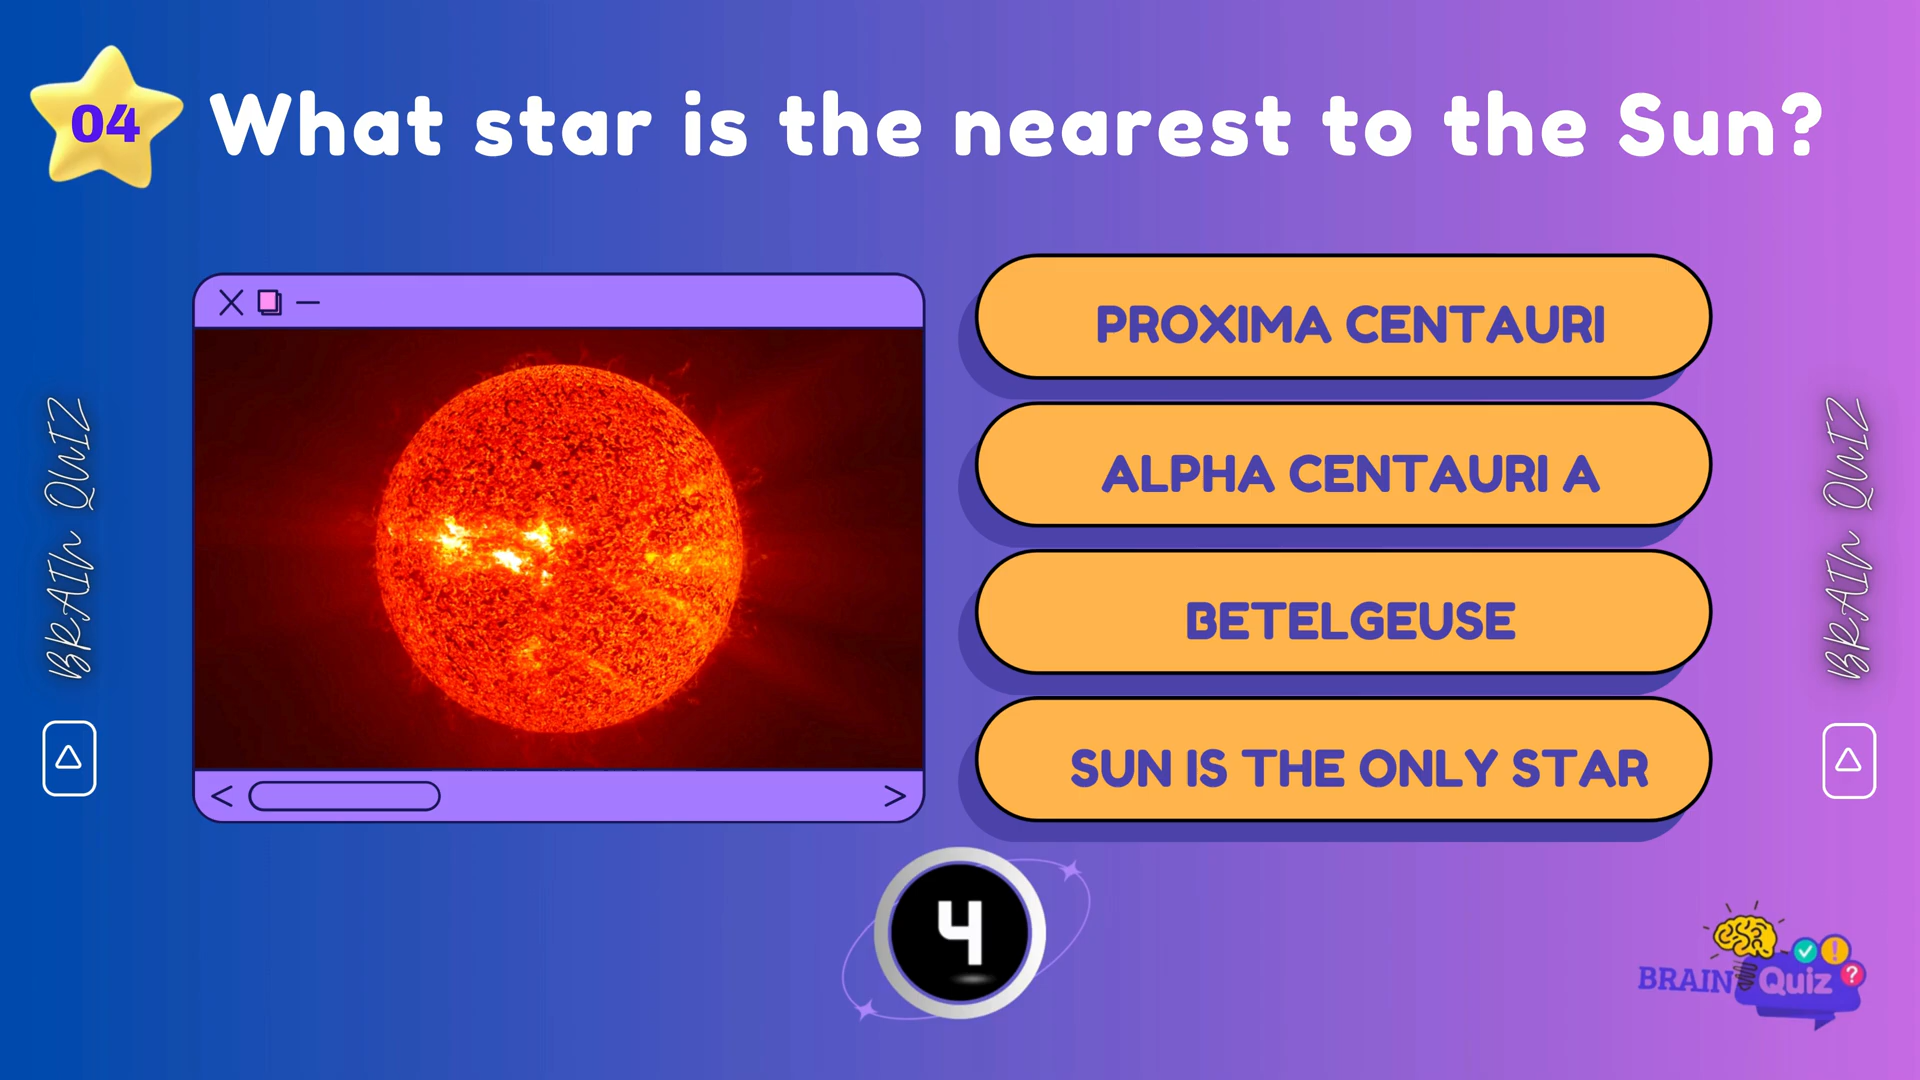 04
What star is the nearest to the Sun?
PROXIMA CENTAURI
ALPHA CENTAURI A
BETELGEUSE
SUN IS THE ONLY STAR
BRAIN QUIZ
BRAIN QUIZ
4
BRAIN Quiz